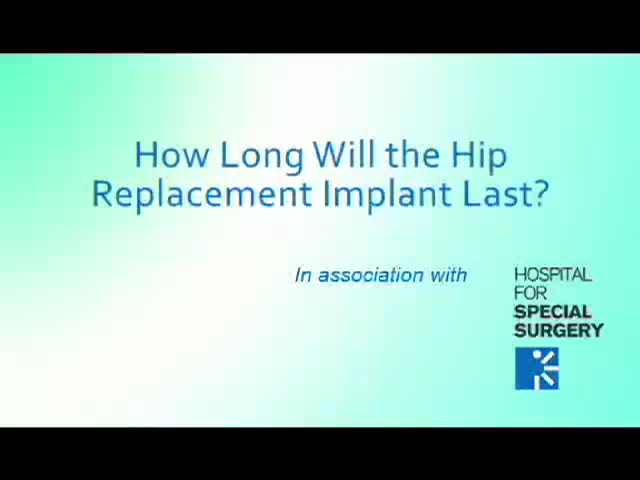 How Long Will the Hip
Replacement Implant Last?
In association with
HOSPITAL
FOR
SPECIAL
SURGERY